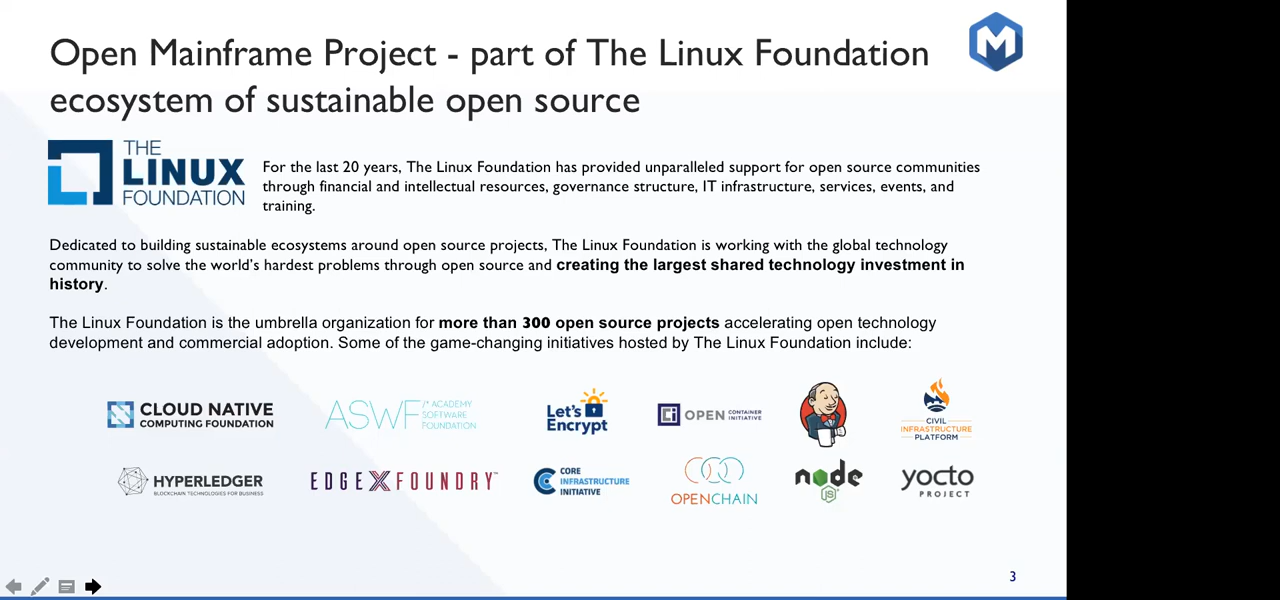 Open Mainframe Project - part of The Linux Foundation
ecosystem of sustainable open source
M
THE
LINUX
FOUNDATION
For the last 20 years, The Linux Foundation has provided unparalleled support for open source communities
through financial and intellectual resources, governance structure, IT infrastructure, services, events, and
training.
Dedicated to building sustainable ecosystems around open source projects, The Linux Foundation is working with the global technology
community to solve the world's hardest problems through open source and creating the largest shared technology investment in
history.
The Linux Foundation is the umbrella organization for more than 300 open source projects accelerating open technology
development and commercial adoption. Some of the game-changing initiatives hosted by The Linux Foundation include:
CLOUD NATIVE
COMPUTING FOUNDATION
ASWF
/* ACADEMY
SOFTWARE
FOUNDATION
Let's
Encrypt
OPEN CONTAINER
INITIATIVE
CIVIL
INFRASTRUCTURE
PLATFORM
HYPERLEDGER
BLOCKCHAIN TECHNOLOGIES FOR BUSINESS
EDGE X FOUNDRY™
CORE
INFRASTRUCTURE
INITIATIVE
OPENCHAIN
node
JS
yocto
PROJECT
3